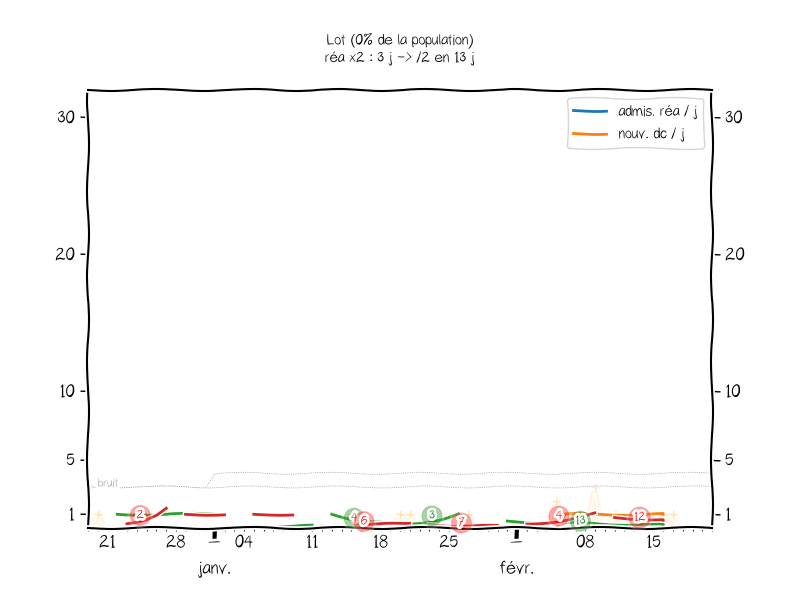 Lot (0% de la population)
réa x2 : 3 j -> /2 en 13 j
admis. réa / j
nouv. dc / j
30 30
20 20
10 10
5 5
bruit
1 1
2 4 6 3 7 4 13 12
21 28 04 11 18 25 08 15
janv. févr.